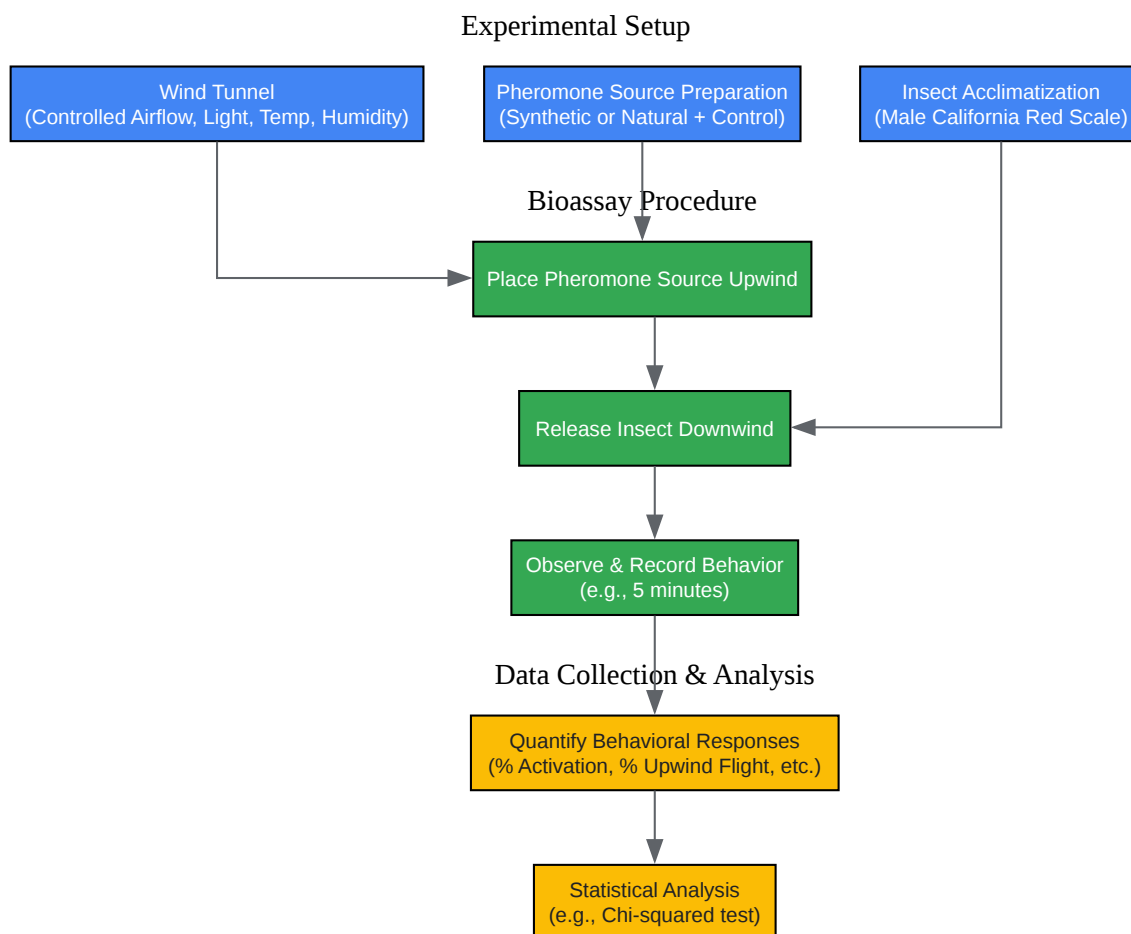 Experimental Setup
Wind Tunnel
(Controlled Airflow, Light, Temp, Humidity)
Pheromone Source Preparation
(Synthetic or Natural + Control)
Insect Acclimatization
(Male California Red Scale)
Bioassay Procedure
Place Pheromone Source Upwind
Release Insect Downwind
Observe & Record Behavior
(e.g., 5 minutes)
Data Collection & Analysis
Quantify Behavioral Responses
(% Activation, % Upwind Flight, etc.)
Statistical Analysis
(e.g., Chi-squared test)